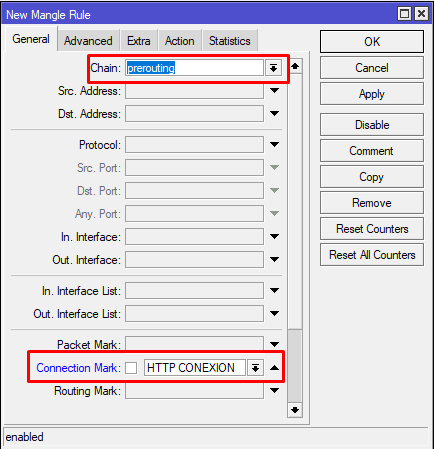 New Mangle Rule
General Advanced Extra Action Statistics
Chain: prerouting
Src. Address:
Dst. Address:
Protocol:
Src. Port:
Dst. Port:
Any. Port:
In. Interface:
Out. Interface:
In. Interface List:
Out. Interface List:
Packet Mark:
Connection Mark: HTTP CONEXION
Routing Mark:
OK
Cancel
Apply
Disable
Comment
Copy
Remove
Reset Counters
Reset All Counters
enabled